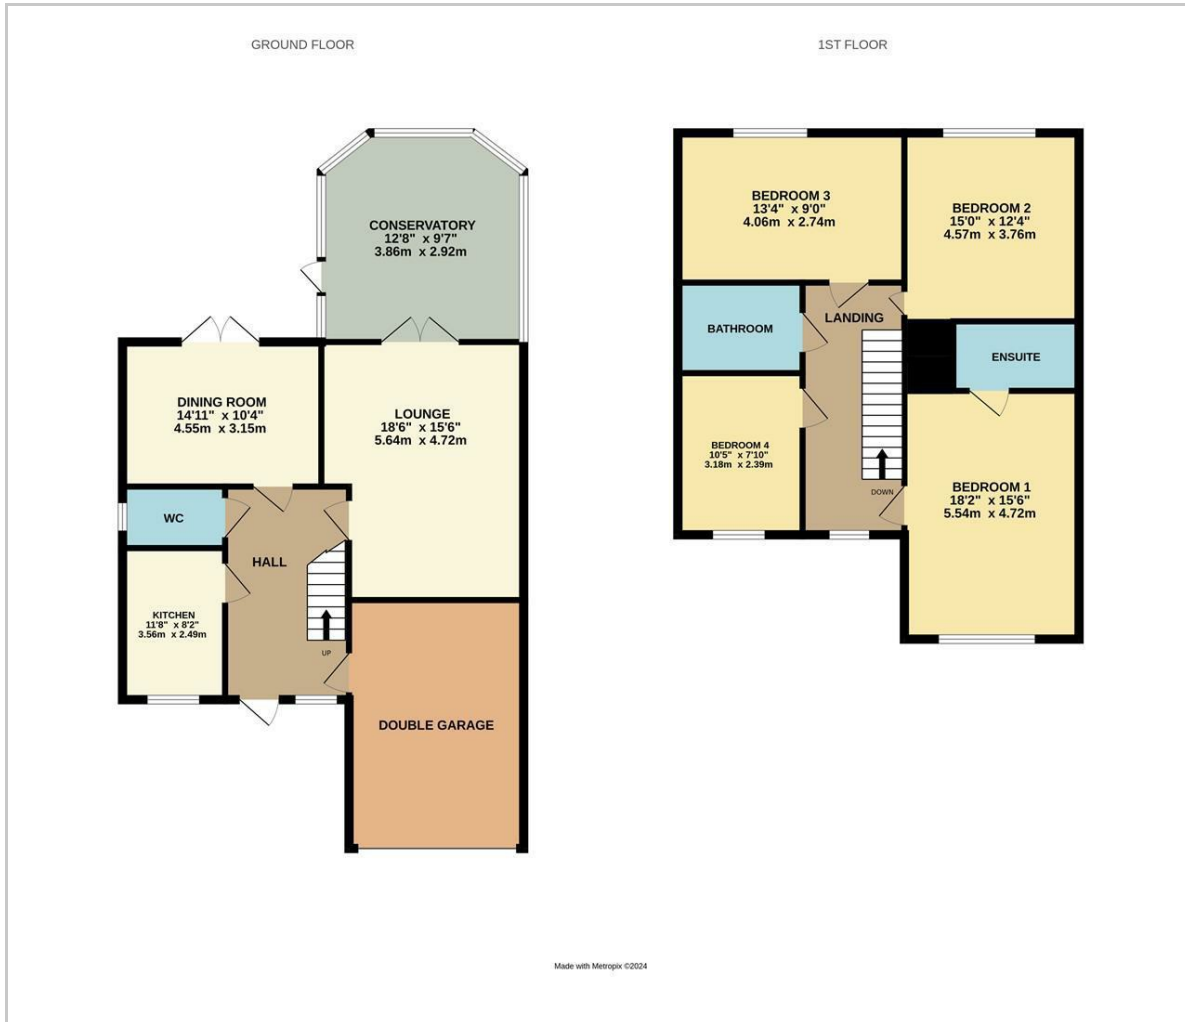 GROUND FLOOR
CONSERVATORY
12'8" x 9'7"
3.86m x 2.92m
DINING ROOM
14'11" x 10'4"
4.55m x 3.15m
LOUNGE
18'6" x 15'6"
5.64m x 4.72m
WC
HALL
KITCHEN
11'8" x 8'2"
3.56m x 2.49m
UP
DOUBLE GARAGE
1ST FLOOR
BEDROOM 3
13'4" x 9'0"
4.06m x 2.74m
BEDROOM 2
15'0" x 12'4"
4.57m x 3.76m
BATHROOM
LANDING
ENSUITE
BEDROOM 4
10'5" x 7'10"
3.18m x 2.39m
DOWN
BEDROOM 1
18'2" x 15'6"
5.54m x 4.72m
Made with Metropix ©2024